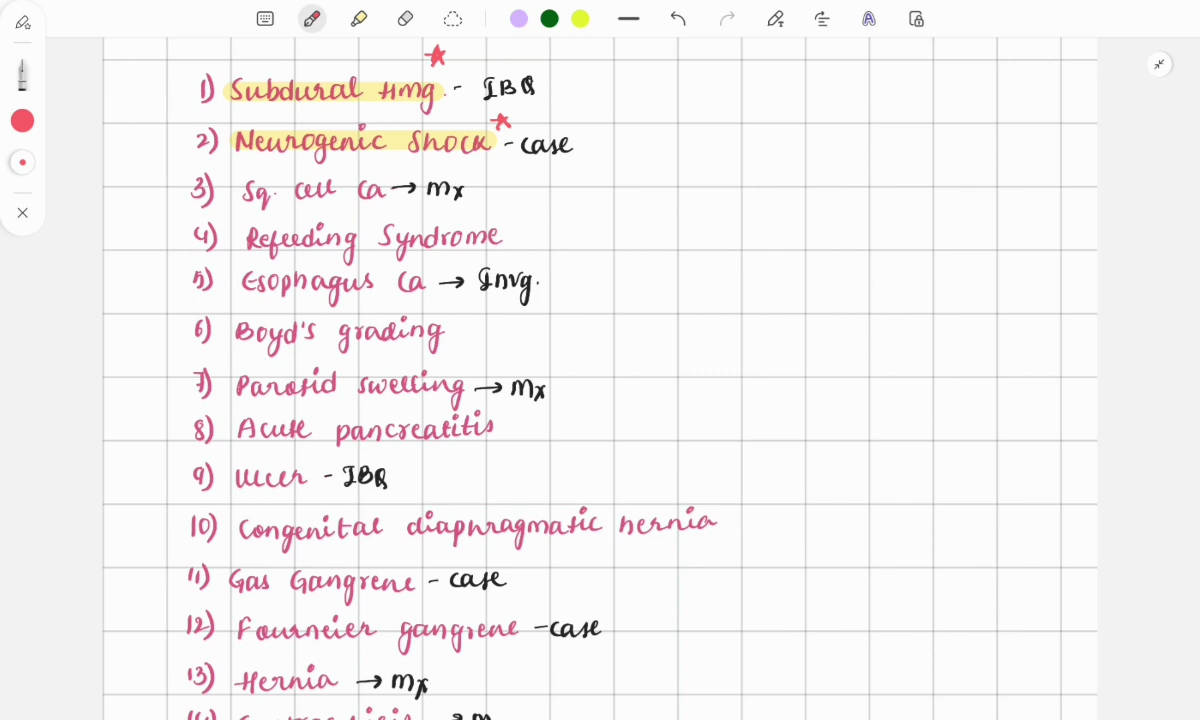 1) Subdural Hmg. - IBQ
2) Neurogenic Shock - case
3) Sq. cell Ca → Mx
4) Refeeding Syndrome
5) Esophagus Ca → Invg.
6) Boyd's grading
7) Parotid swelling → Mx
8) Acute pancreatitis
9) Ulcer - IBQ
10) Congenital diaphragmatic hernia
11) Gas Gangrene - case
12) Fourneier gangrene - case
13) Hernia → Mx